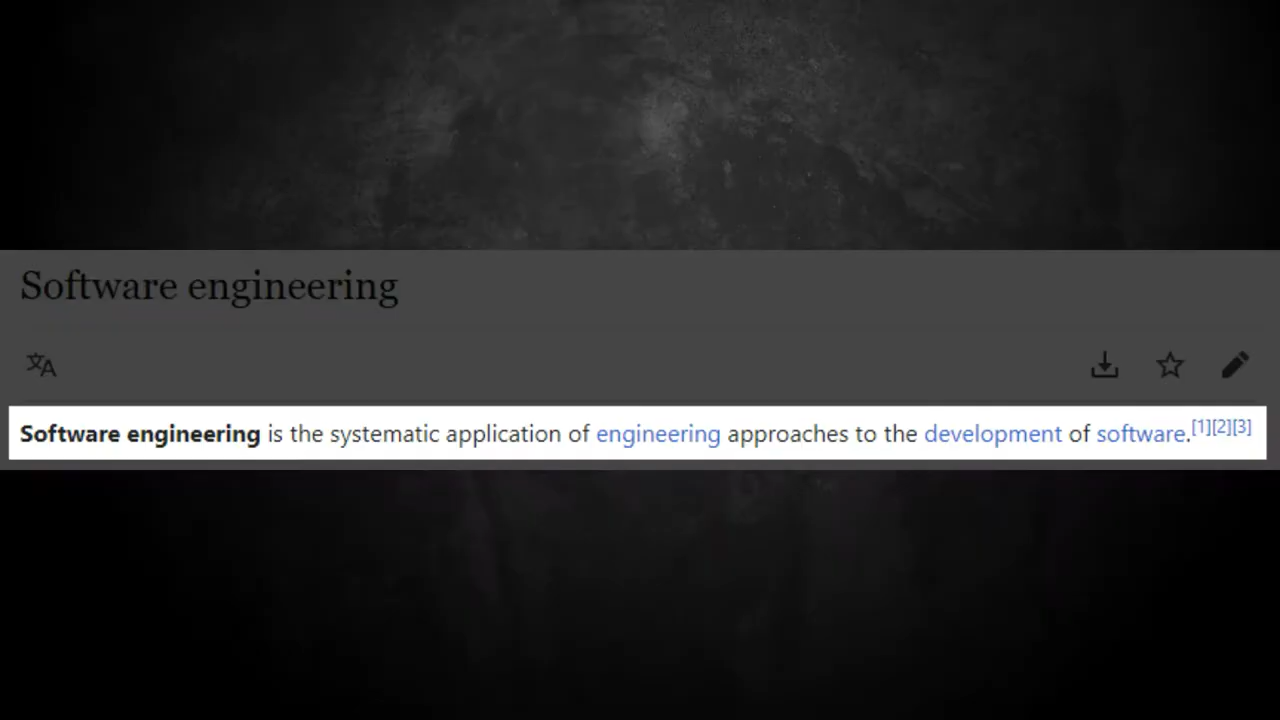 Software engineering
Software engineering is the systematic application of engineering approaches to the development of software.[1][2][3]